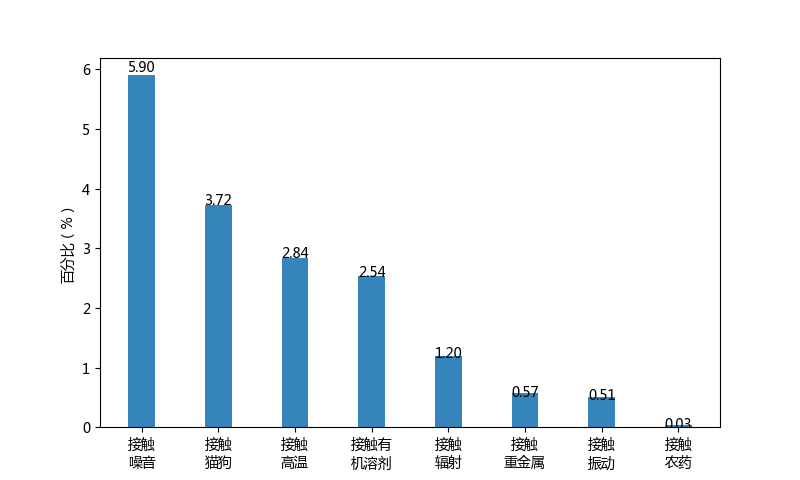 百分比（%）
6
5
4
3
2
1
0
5.90
3.72
2.84
2.54
1.20
0.57
0.51
0.03
接触
噪音
接触
猫狗
接触
高温
接触有
机溶剂
接触
辐射
接触
重金属
接触
振动
接触
农药